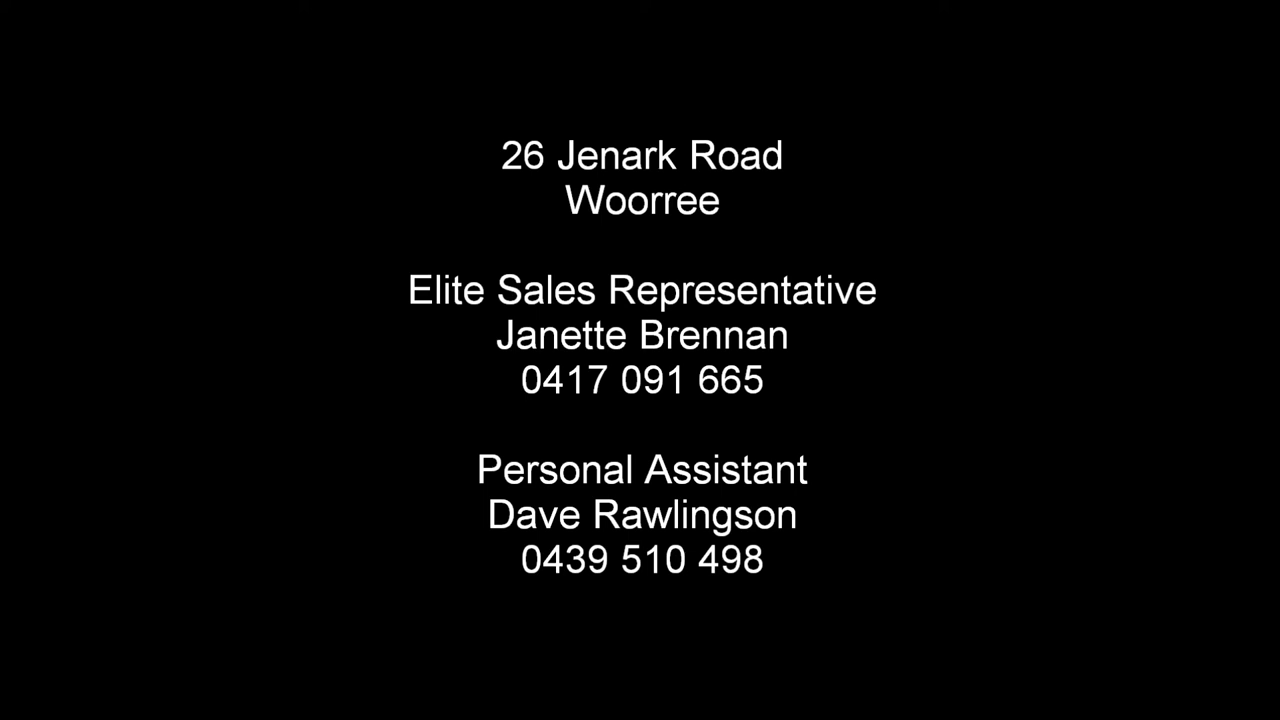 26 Jenark Road
Woorree
Elite Sales Representative
Janette Brennan
0417 091 665
Personal Assistant
Dave Rawlingson
0439 510 498